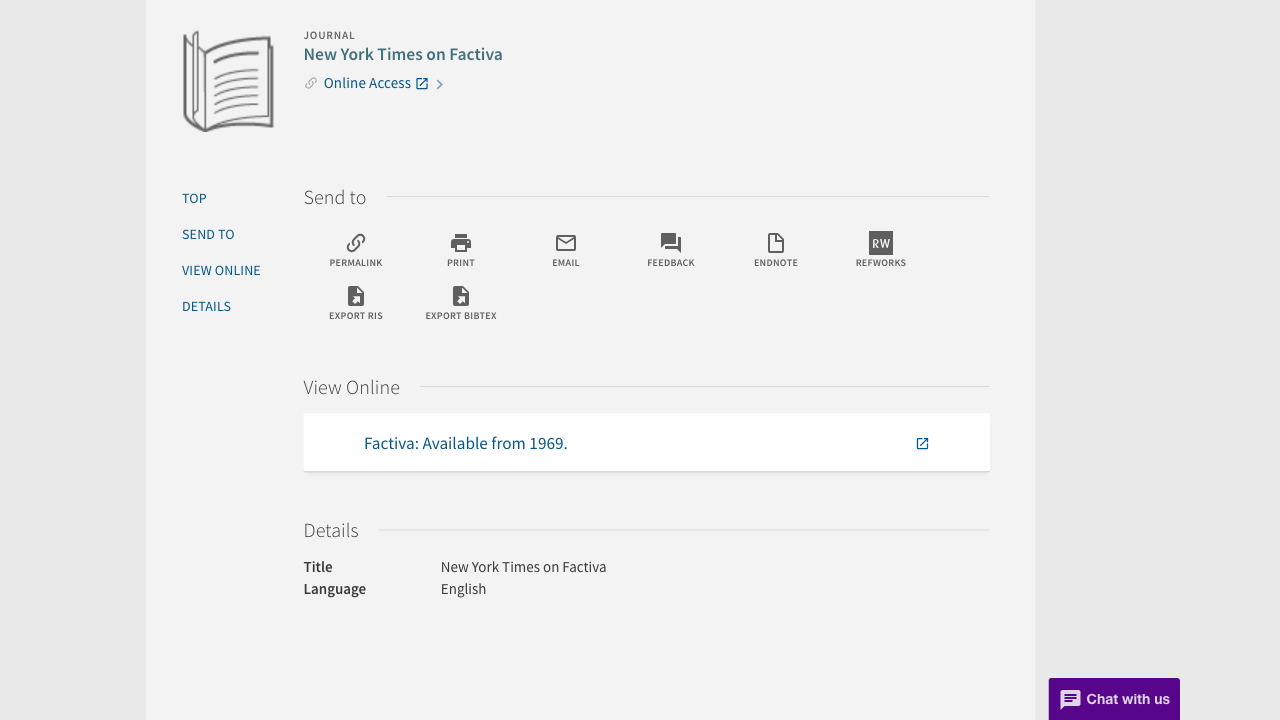 JOURNAL
New York Times on Factiva
Online Access
TOP
SEND TO
VIEW ONLINE
DETAILS
Send to
PERMALINK
PRINT
EMAIL
FEEDBACK
ENDNOTE
RW
REFWORKS
EXPORT RIS
EXPORT BIBTEX
View Online
Factiva: Available from 1969.
Details
Title New York Times on Factiva
Language English
Chat with us